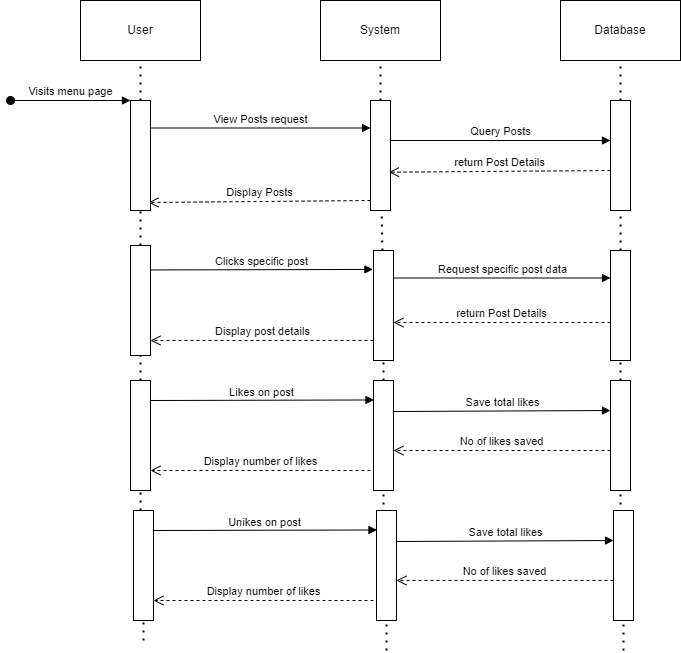 User
System
Database
Visits menu page
View Posts request
Query Posts
return Post Details
Display Posts
Clicks specific post
Request specific post data
return Post Details
Display post details
Likes on post
Save total likes
No of likes saved
Display number of likes
Unikes on post
Save total likes
No of likes saved
Display number of likes